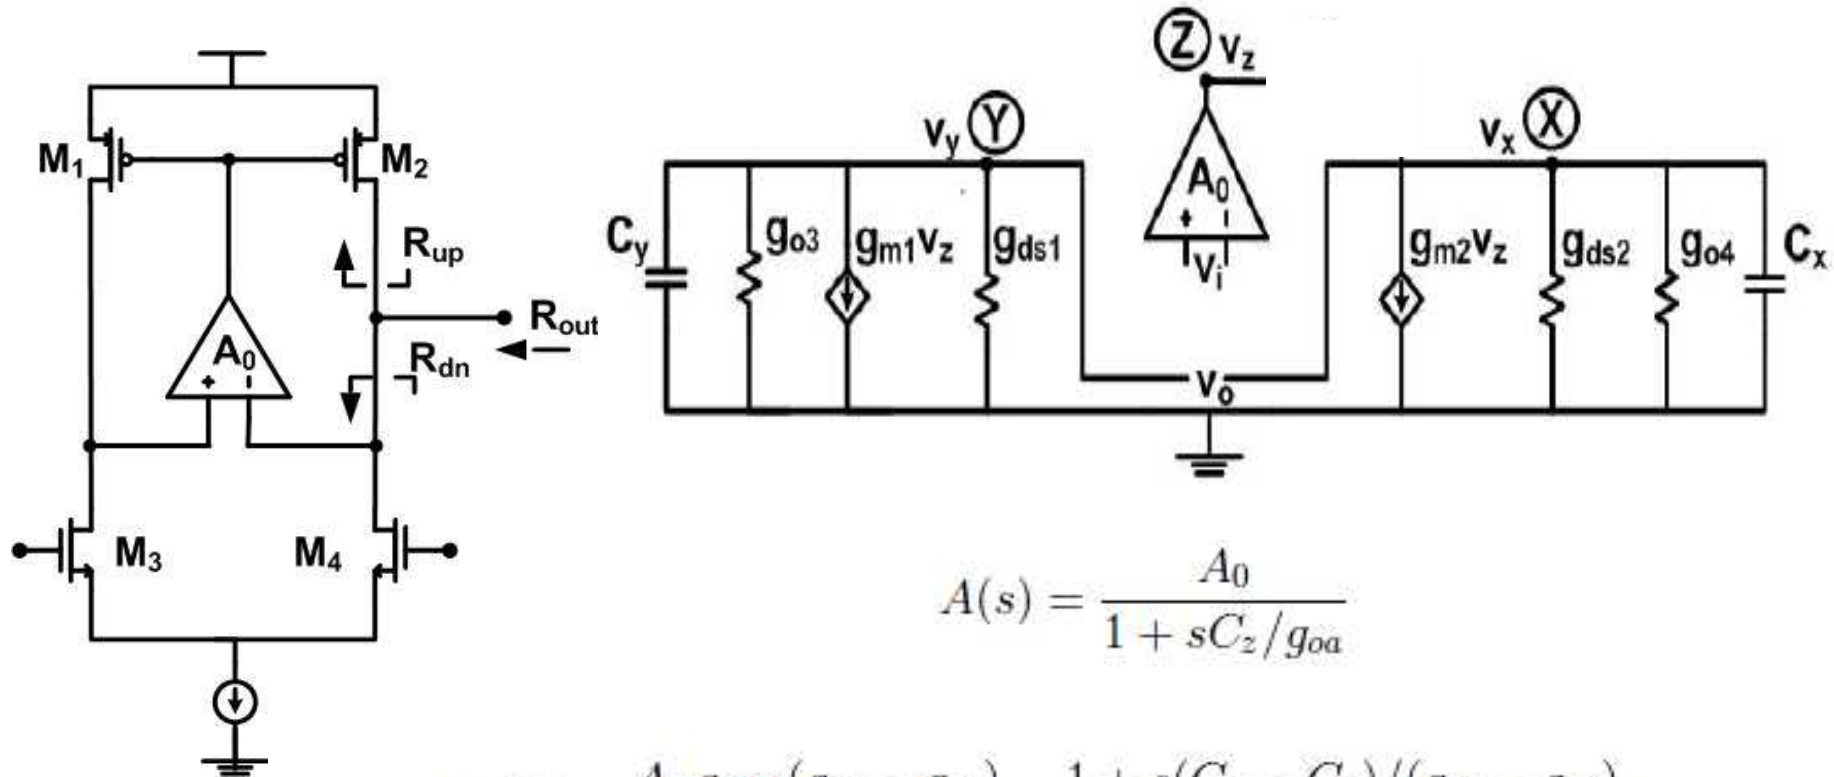 M1
M2
Rup
Rout
A0
+ -
Rdn
M3
M4
Z vz
vy Y
vx X
Cy
go3
gm1vz
gds1
A0
+ -
vi
gm2vz
gds2
go4
Cx
vo
A(s) = A0 / (1 + sCz/goa)